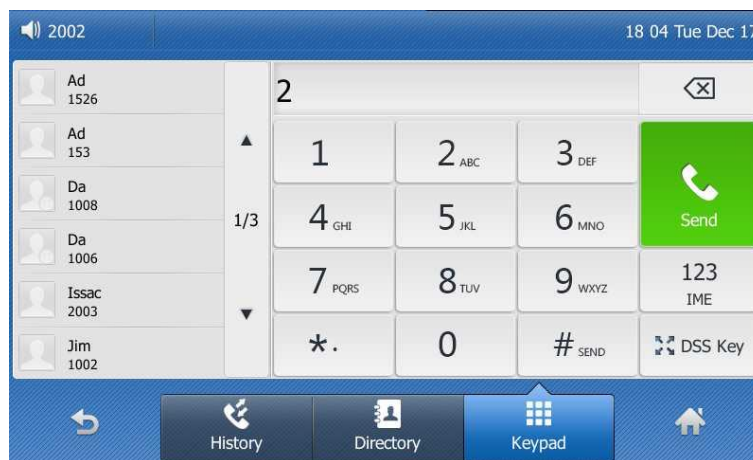 2002
18 04 Tue Dec 17
Ad
1526
Ad
153
Da
1008
Da
1006
Issac
2003
Jim
1002
1/3
2
1
2 ABC
3 DEF
Send
4 GHI
5 JKL
6 MNO
7 PQRS
8 TUV
9 WXYZ
123
IME
*.
0
# SEND
DSS Key
History
Directory
Keypad